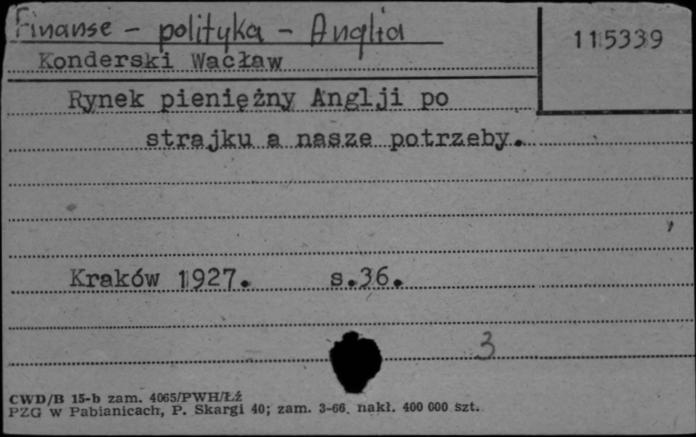 Finanse - polityka - Anglia
115339
Konderski Wacław
Rynek pieniężny Anglji po
strajku a nasze potrzeby.
Kraków 1927. s.36.
3
CWD/B 15-b zam. 4065/PWH/Łź
PZG w Pabianicach, P. Skargi 40; zam. 3-66. nakł. 400 000 szt.